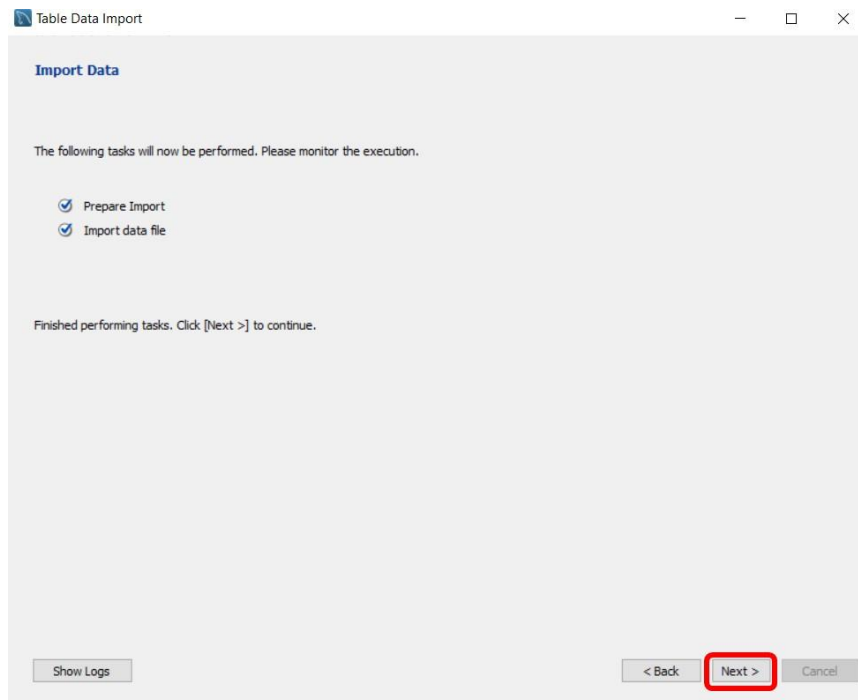 Table Data Import
Import Data
The following tasks will now be performed. Please monitor the execution.
Prepare Import
Import data file
Finished performing tasks. Click [Next >] to continue.
Show Logs
< Back
Next >
Cancel